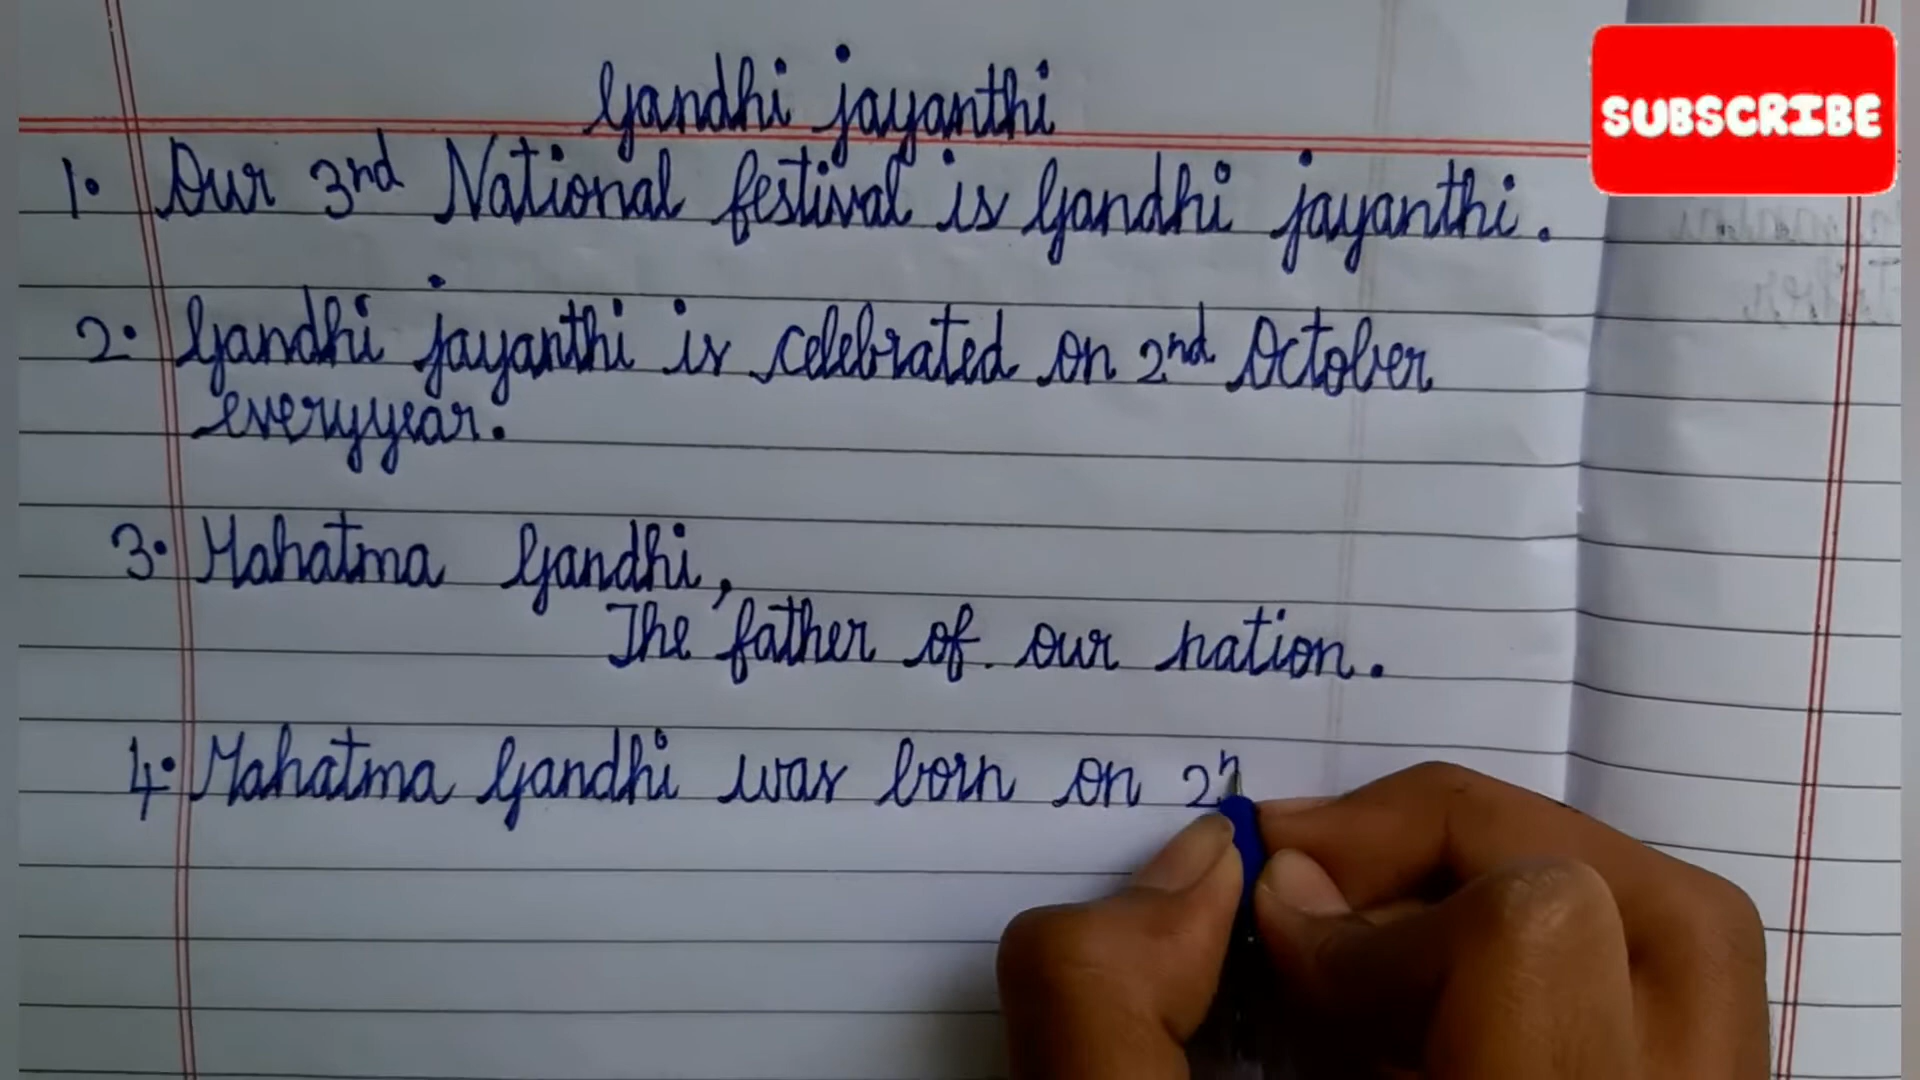 Gandhi jayanthi
SUBSCRIBE
1. Our 3rd National festival is Gandhi jayanthi.
2. Gandhi jayanthi is celebrated on 2nd October
everyyear.
3. Mahatma Gandhi,
The father of our nation.
4. Mahatma Gandhi was born on 2n